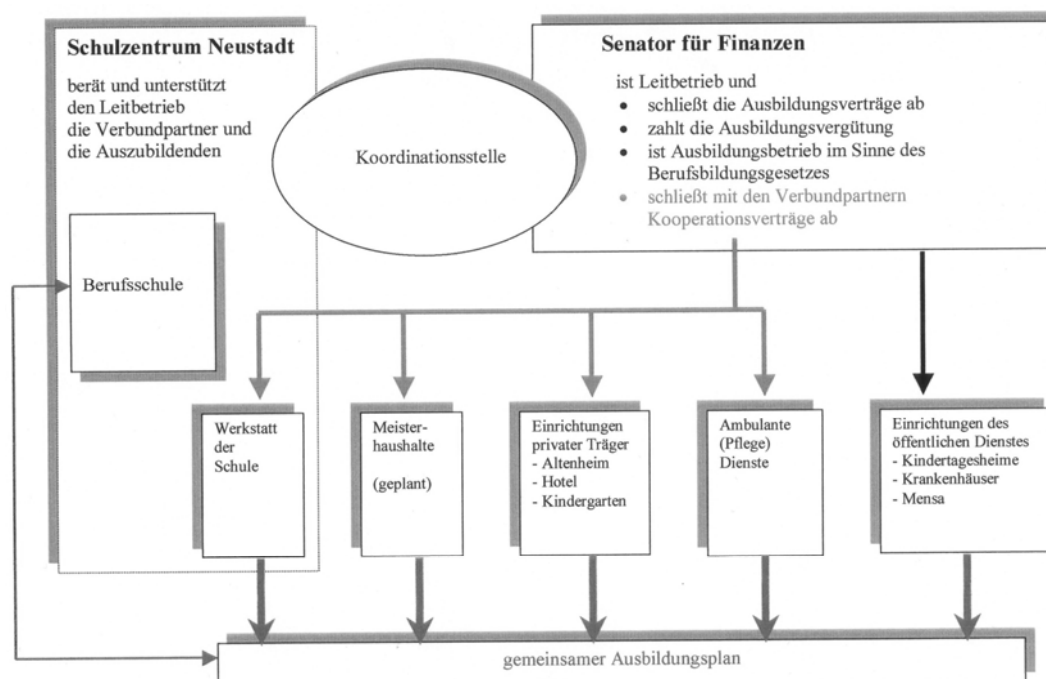 Schulzentrum Neustadt
berät und unterstützt
den Leitbetrieb
die Verbundpartner und
die Auszubildenden
Koordinationsstelle
Senator für Finanzen
ist Leitbetrieb und
• schließt die Ausbildungsverträge ab
• zahlt die Ausbildungsvergütung
• ist Ausbildungsbetrieb im Sinne des
Berufsbildungsgesetzes
• schließt mit den Verbundpartnern
Kooperationsverträge ab
Berufsschule
Werkstatt
der
Schule
Meister-
haushalte
(geplant)
Einrichtungen
privater Träger
- Altenheim
- Hotel
- Kindergarten
Ambulante
(Pflege)
Dienste
Einrichtungen des
öffentlichen Dienstes
- Kindertagesheime
- Krankenhäuser
- Mensa
gemeinsamer Ausbildungsplan